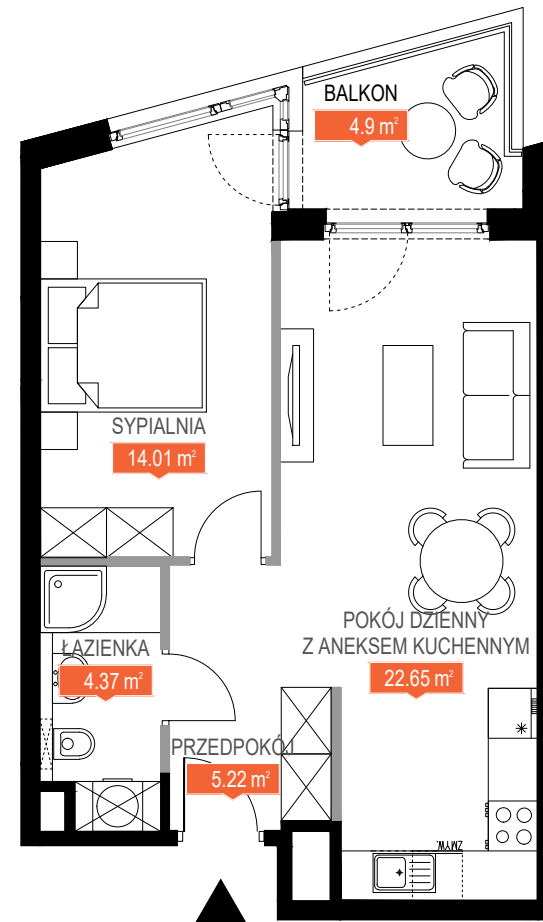 BALKON
4.9 m²
SYPIALNIA
14.01 m²
POKÓJ DZIENNY
Z ANEKSEM KUCHENNYM
22.65 m²
ŁAZIENKA
4.37 m²
PRZEDPOKÓJ
5.22 m²
ZMYW.